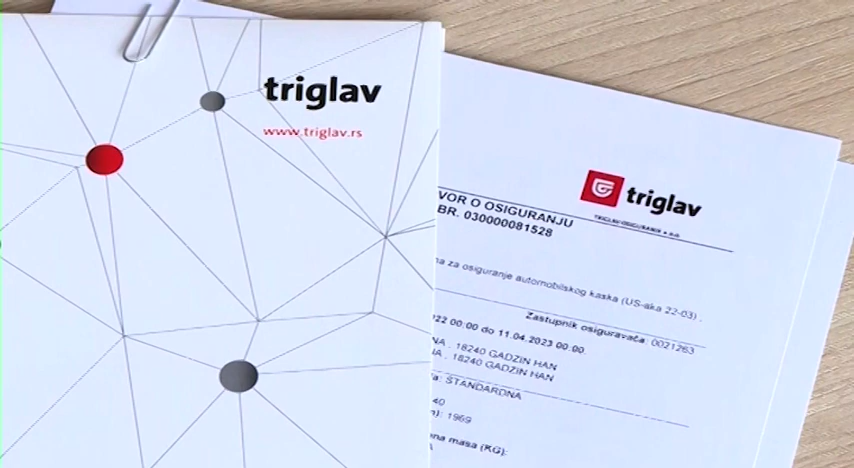 triglav
www.triglav.rs
triglav
TRIGLAV OSIGURANJE a.d.o.
VOR O OSIGURANJU
BR. 030000081528
na za osiguranje automobilskog kaska (US-aka 22-03) .
Zastupnik osiguravača: 0021263
022 00:00 do 11.04.2023 00:00.
NA , 18240 GADZIN HAN
IA , 18240 GADZIN HAN
a: STANDARDNA
40
n): 1969
ena masa (KG):